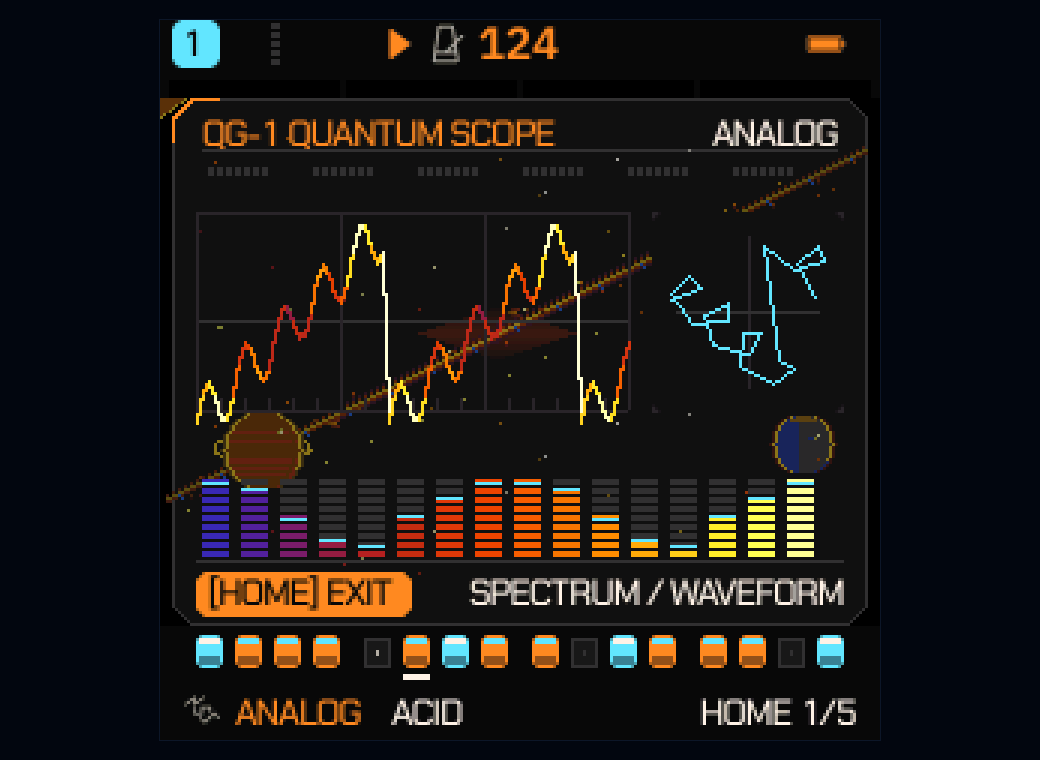 1 124
QG-1 QUANTUM SCOPE ANALOG
[HOME] EXIT SPECTRUM / WAVEFORM
ANALOG ACID HOME 1/5